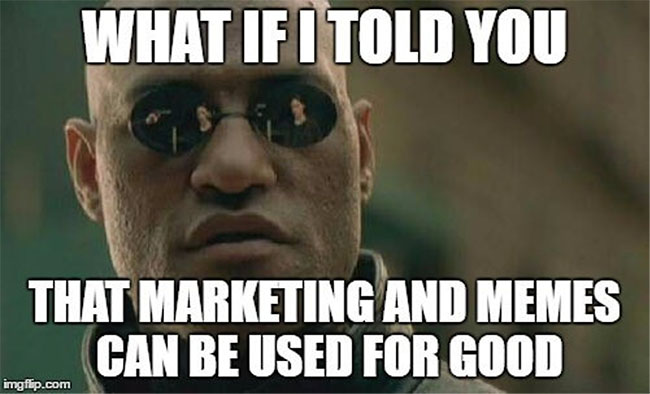 WHAT IF I TOLD YOU
THAT MARKETING AND MEMES
CAN BE USED FOR GOOD
imgflip.com